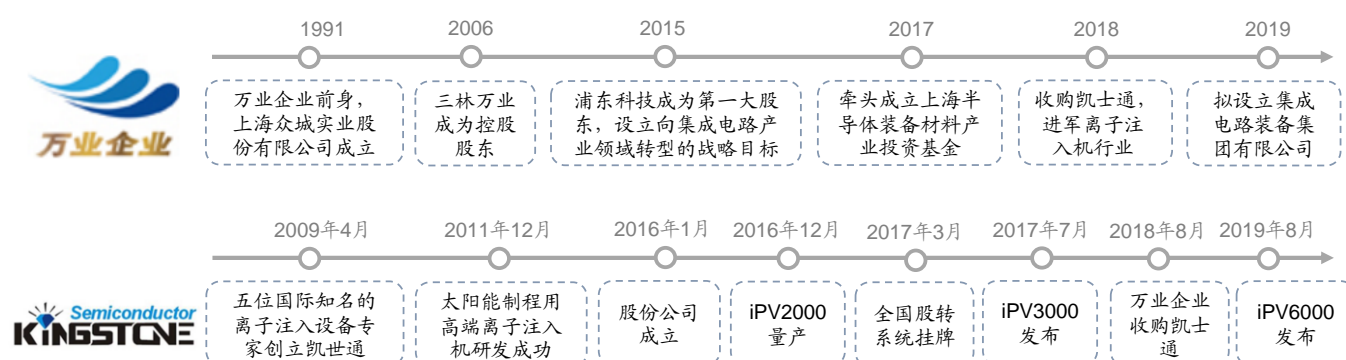 1991
2006
2015
2017
2018
2019
万业企业
万业企业前身，
上海众城实业股
份有限公司成立
三林万业
成为控股
股东
浦东科技成为第一大股
东，设立向集成电路产
业领域转型的战略目标
牵头成立上海半
导体装备材料产
业投资基金
收购凯士通，
进军离子注
入机行业
拟设立集成
电路装备集
团有限公司
2009年4月
2011年12月
2016年1月
2016年12月
2017年3月
2017年7月
2018年8月
2019年8月
Semiconductor
KINGSTONE
五位国际知名的
离子注入设备专
家创立凯世通
太阳能制程用
高端离子注入
机研发成功
股份公司
成立
iPV2000
量产
全国股转
系统挂牌
iPV3000
发布
万业企业
收购凯士
通
iPV6000
发布